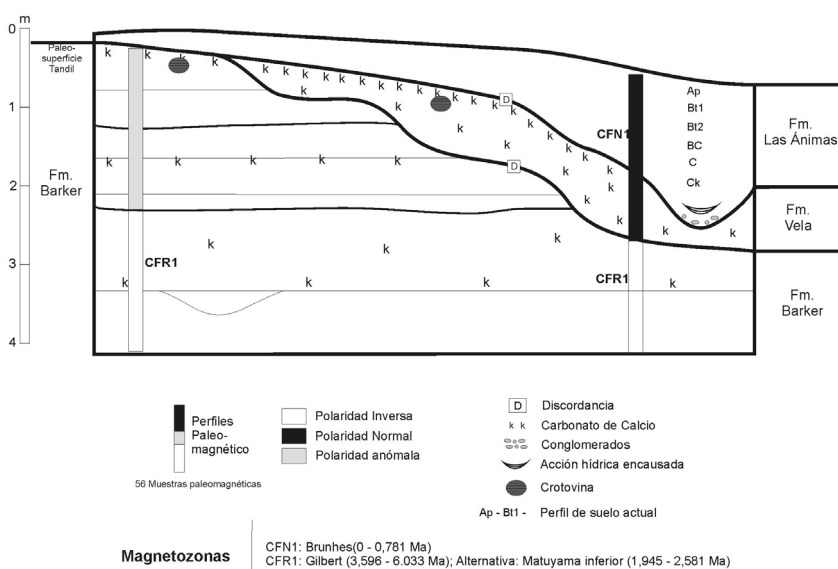 m
0
1
2
3
4
Paleo-
superficie
Tandil
Fm.
Barker
k k k k k k k k k k k k k k k k k
D
k
k
k k k k
D
k
k
k
CFN1
CFR1
CFR1
k k k
k k k k
Ap
Bt1
Bt2
BC
C
Ck
k k
Fm.
Las Ánimas
Fm.
Vela
Fm.
Barker
Perfiles
Paleo-
magnético
56 Muestras paleomagnéticas
Polaridad Inversa
Polaridad Normal
Polaridad anómala
D Discordancia
k k Carbonato de Calcio
Conglomerados
Acción hídrica encausada
Crotovina
Ap - Bt1 - Perfil de suelo actual
Magnetozonas
CFN1: Brunhes(0 - 0,781 Ma)
CFR1: Gilbert (3,596 - 6.033 Ma); Alternativa: Matuyama inferior (1,945 - 2,581 Ma)